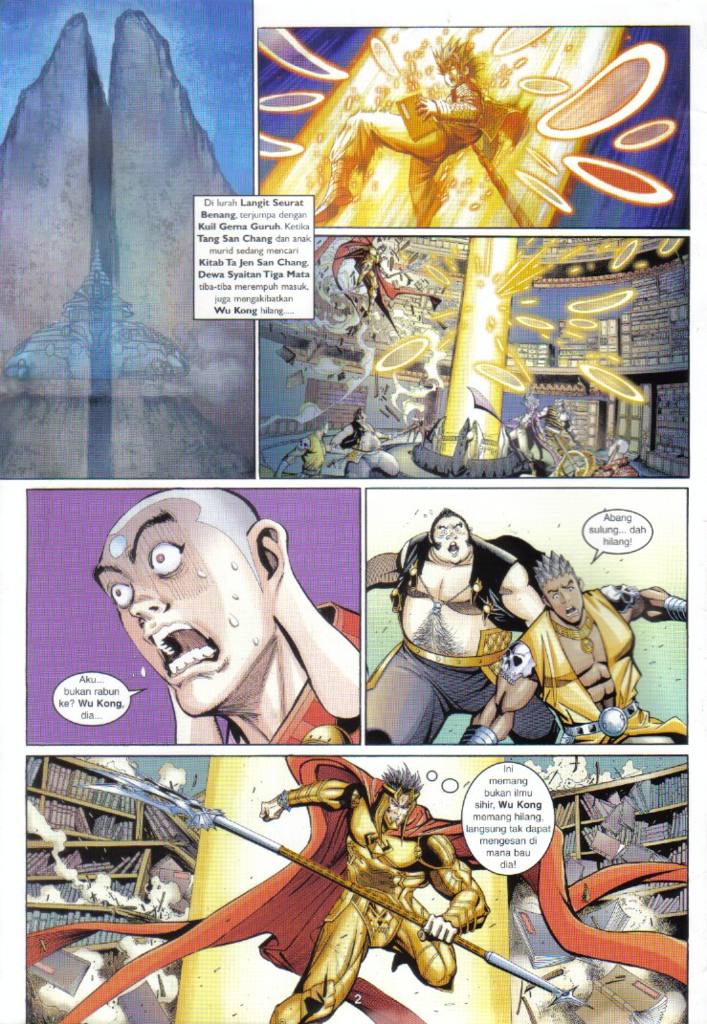 Di lurah Langit Seurat
Benang, terjumpa dengan
Kuil Gema Guruh. Ketika
Tang San Chang dan anak
murid sedang mencari
Kitab Ta Jen San Chang,
Dewa Syaitan Tiga Mata
tiba-tiba merempuh masuk,
juga mengakibatkan
Wu Kong hilang....
Aku...
bukan rabun
ke? Wu Kong,
dia...
Abang
sulung... dah
hilang!
Ini
memang
bukan ilmu
sihir, Wu Kong
memang hilang,
langsung tak dapat
mengesan di
mana bau
dia!
2